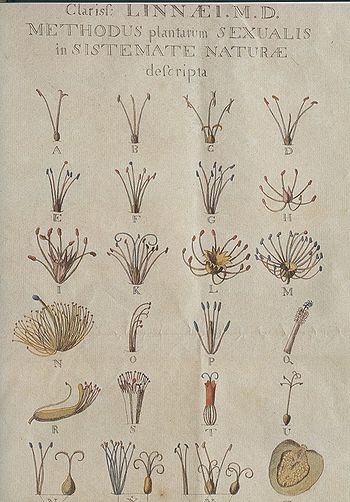 Clariss: LINNÆI. M. D.
METHODUS plantarum SEXUALIS
in SISTEMATE NATURÆ
descripta
A B C D
E F G H
I K L M
N O P Q
R S T U